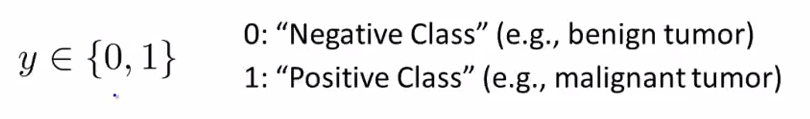 y ∈ {0, 1}
0: “Negative Class” (e.g., benign tumor)
1: “Positive Class” (e.g., malignant tumor)